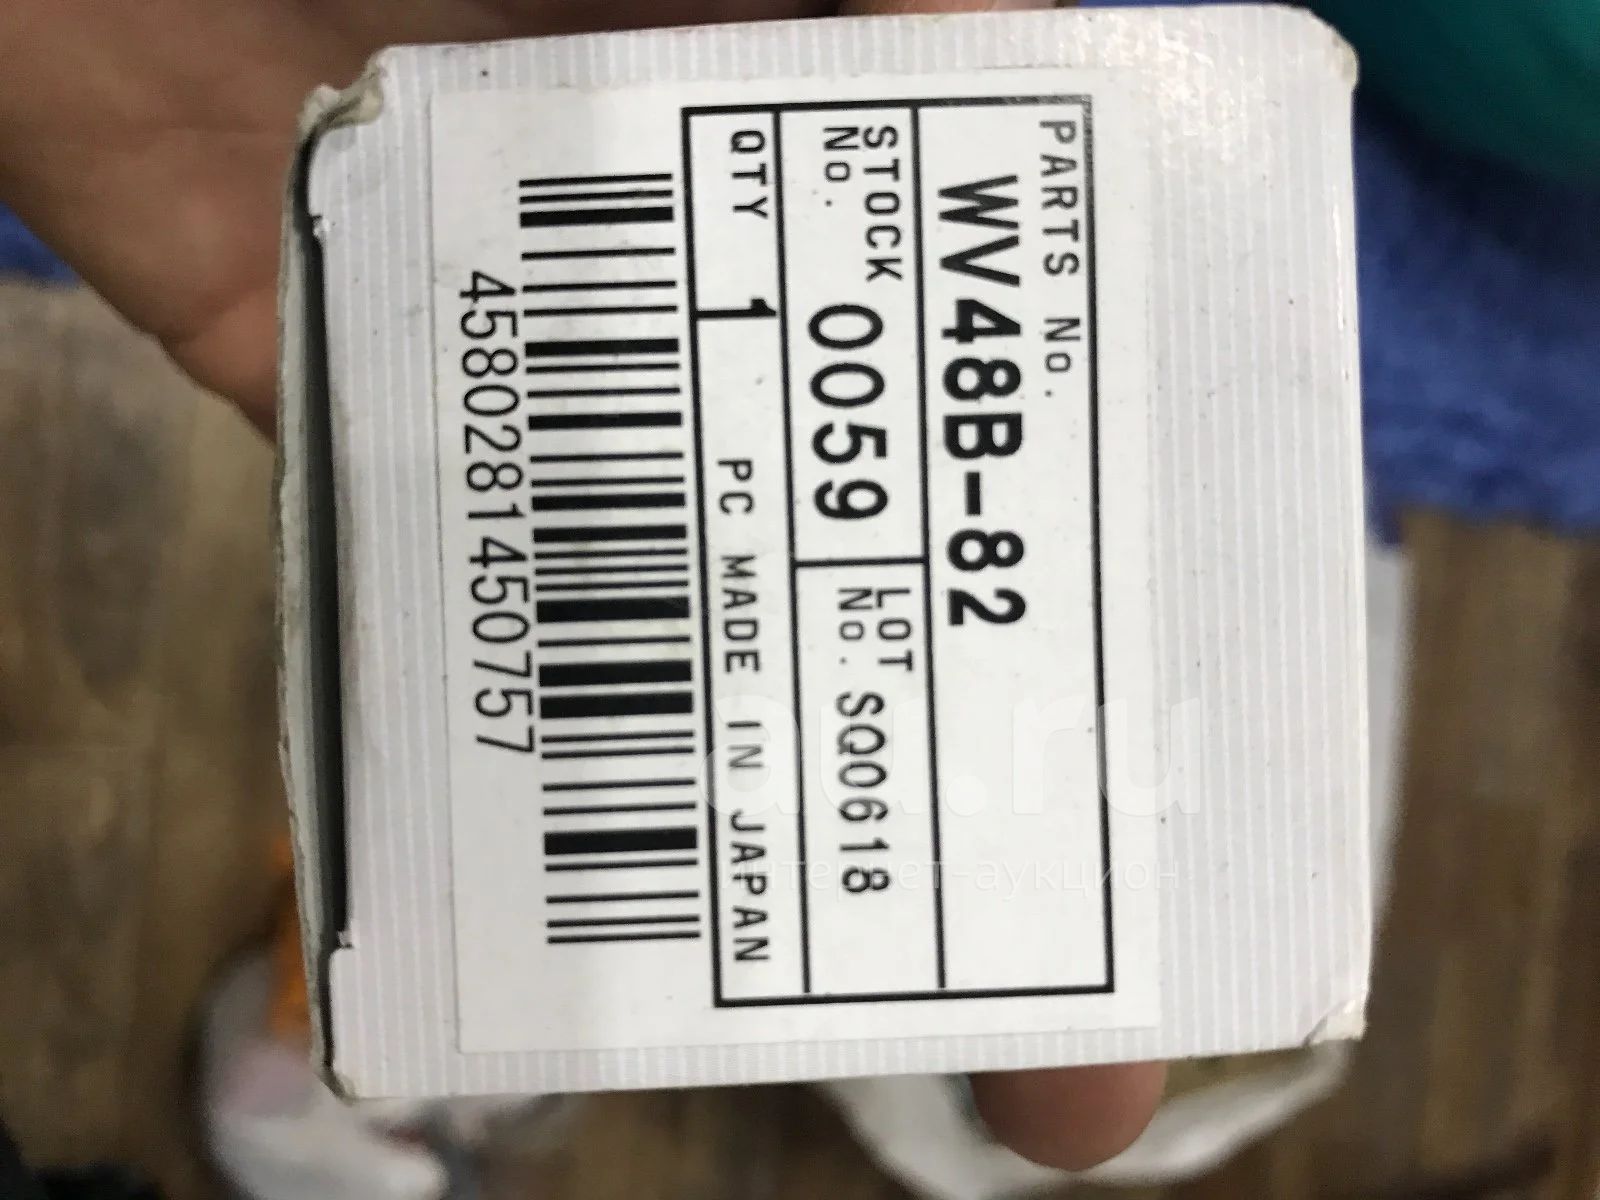 PARTS No.
WV48B-82
STOCK No. 0059
LOT No. SQ0618
QTY 1 PC MADE IN JAPAN
4580281450757
au.ru
интернет-аукцион